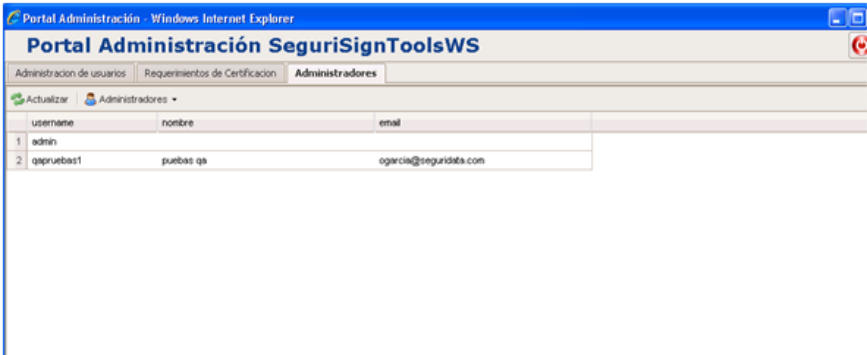 Portal Administración - Windows Internet Explorer
Portal Administración SeguriSignToolsWS
Administracion de usuarios Requerimientos de Certificacion Administradores
Actualizar Administradores
username nombre email
1 admin
2 qapruebas1 puebas qa ogarcia@seguridata.com